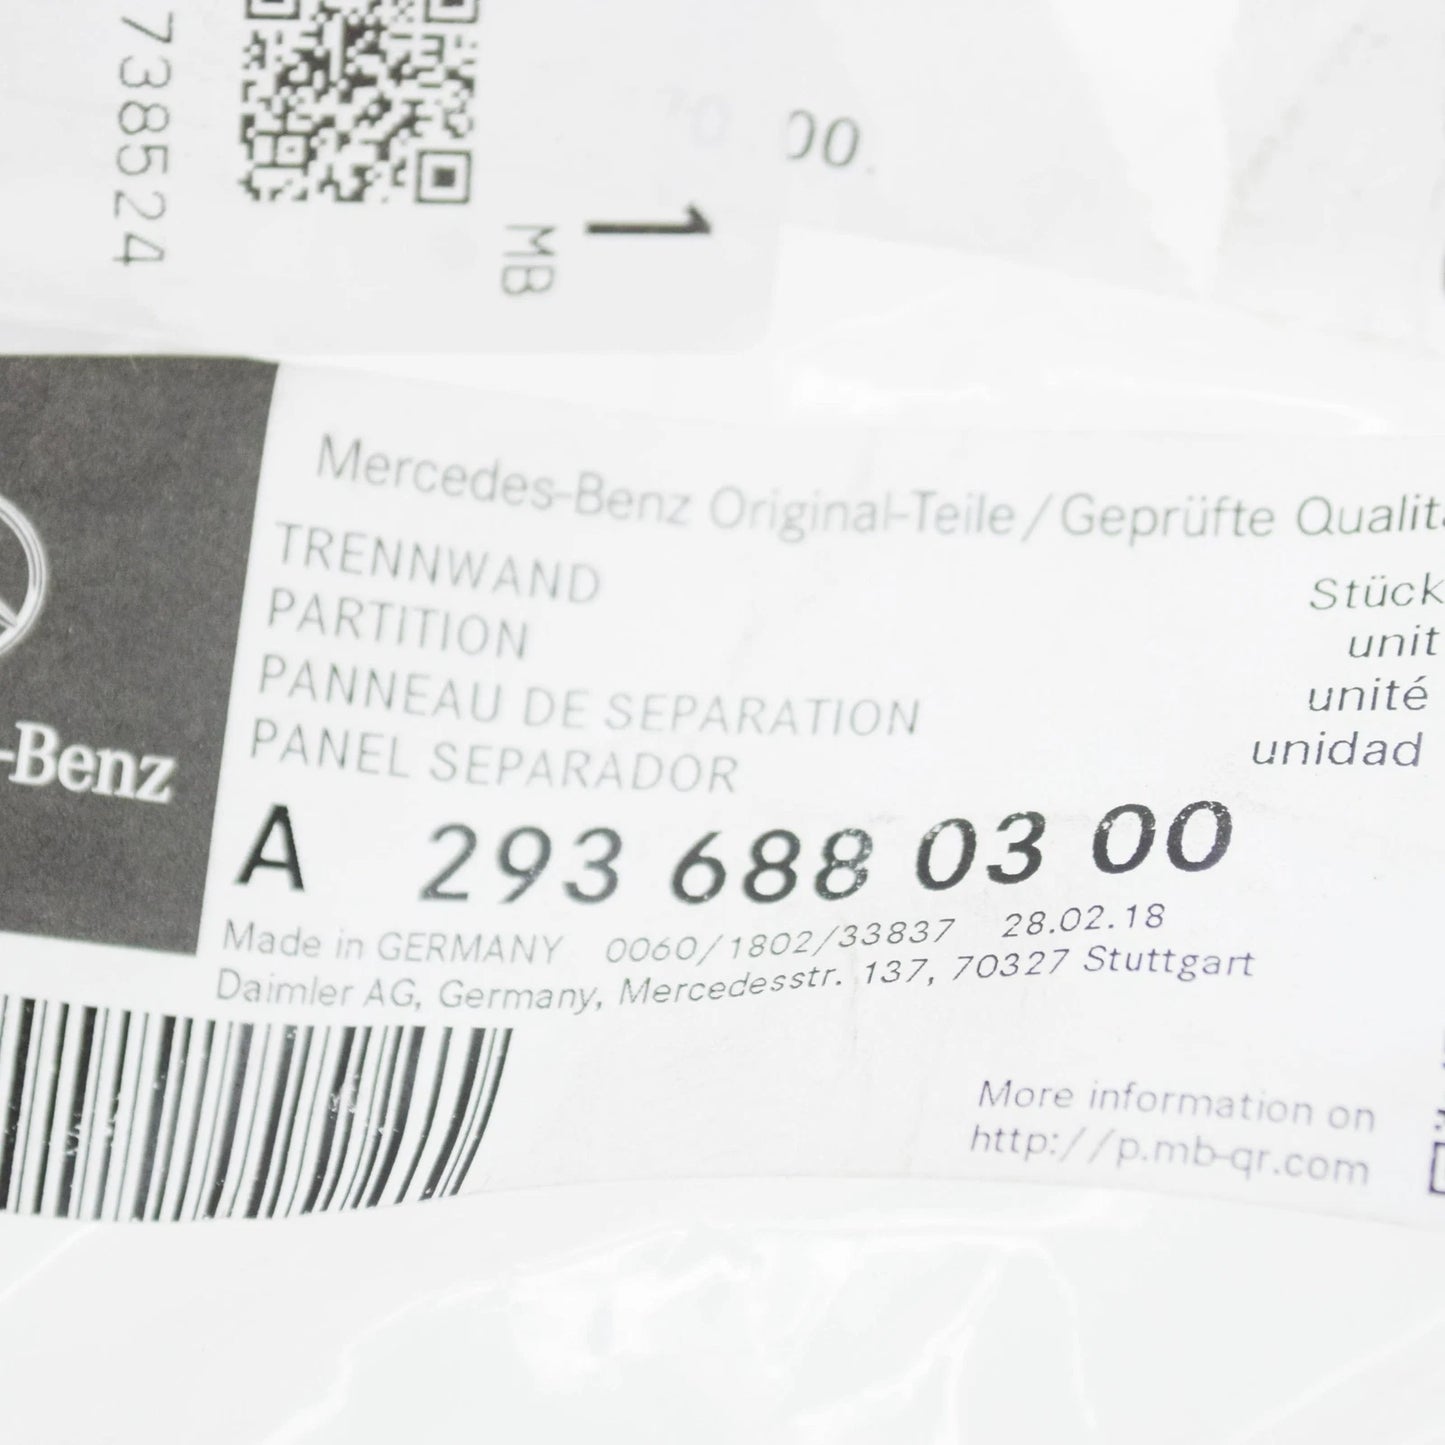 738524
00.
1
MB
Mercedes-Benz Original-Teile/Geprüfte
TRENNWAND
PARTITION
PANNEAU DE SEPARATION
PANEL SEPARADOR
Stück
unit
unité
unidad
-Benz
A 293 688 03 00
Made in GERMANY 0060/1802/33837 28.02.18
Daimler AG, Germany, Mercedesstr. 137, 70327 Stuttgart
More information on
http://p.mb-qr.com